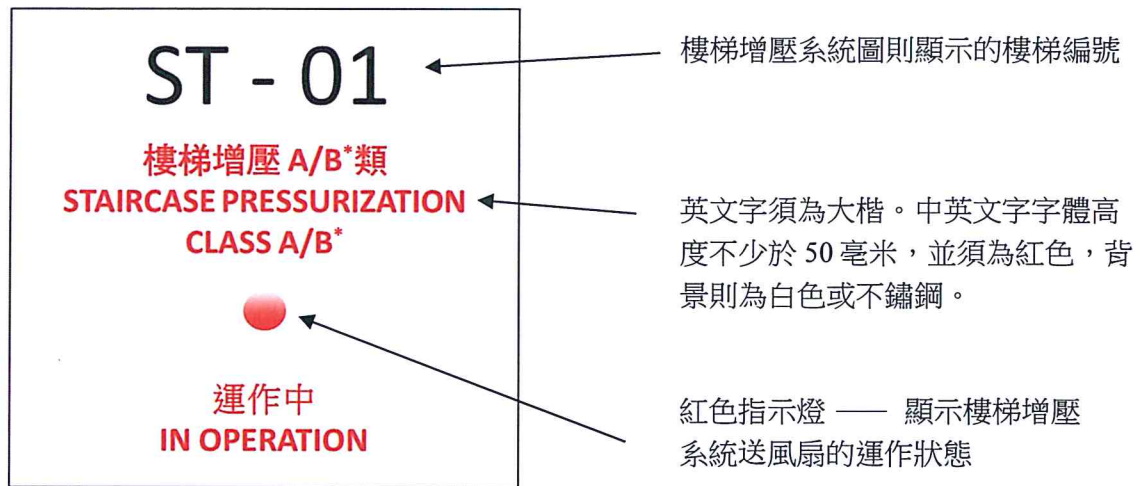 ST - 01
樓梯增壓 A/B*類
STAIRCASE PRESSURIZATION
CLASS A/B*
運作中
IN OPERATION
樓梯增壓系統圖則顯示的樓梯編號
英文字須為大楷。中英文字字體高
度不少於 50 毫米，並須為紅色，背
景則為白色或不鏽鋼。
紅色指示燈 —— 顯示樓梯增壓
系統送風扇的運作狀態